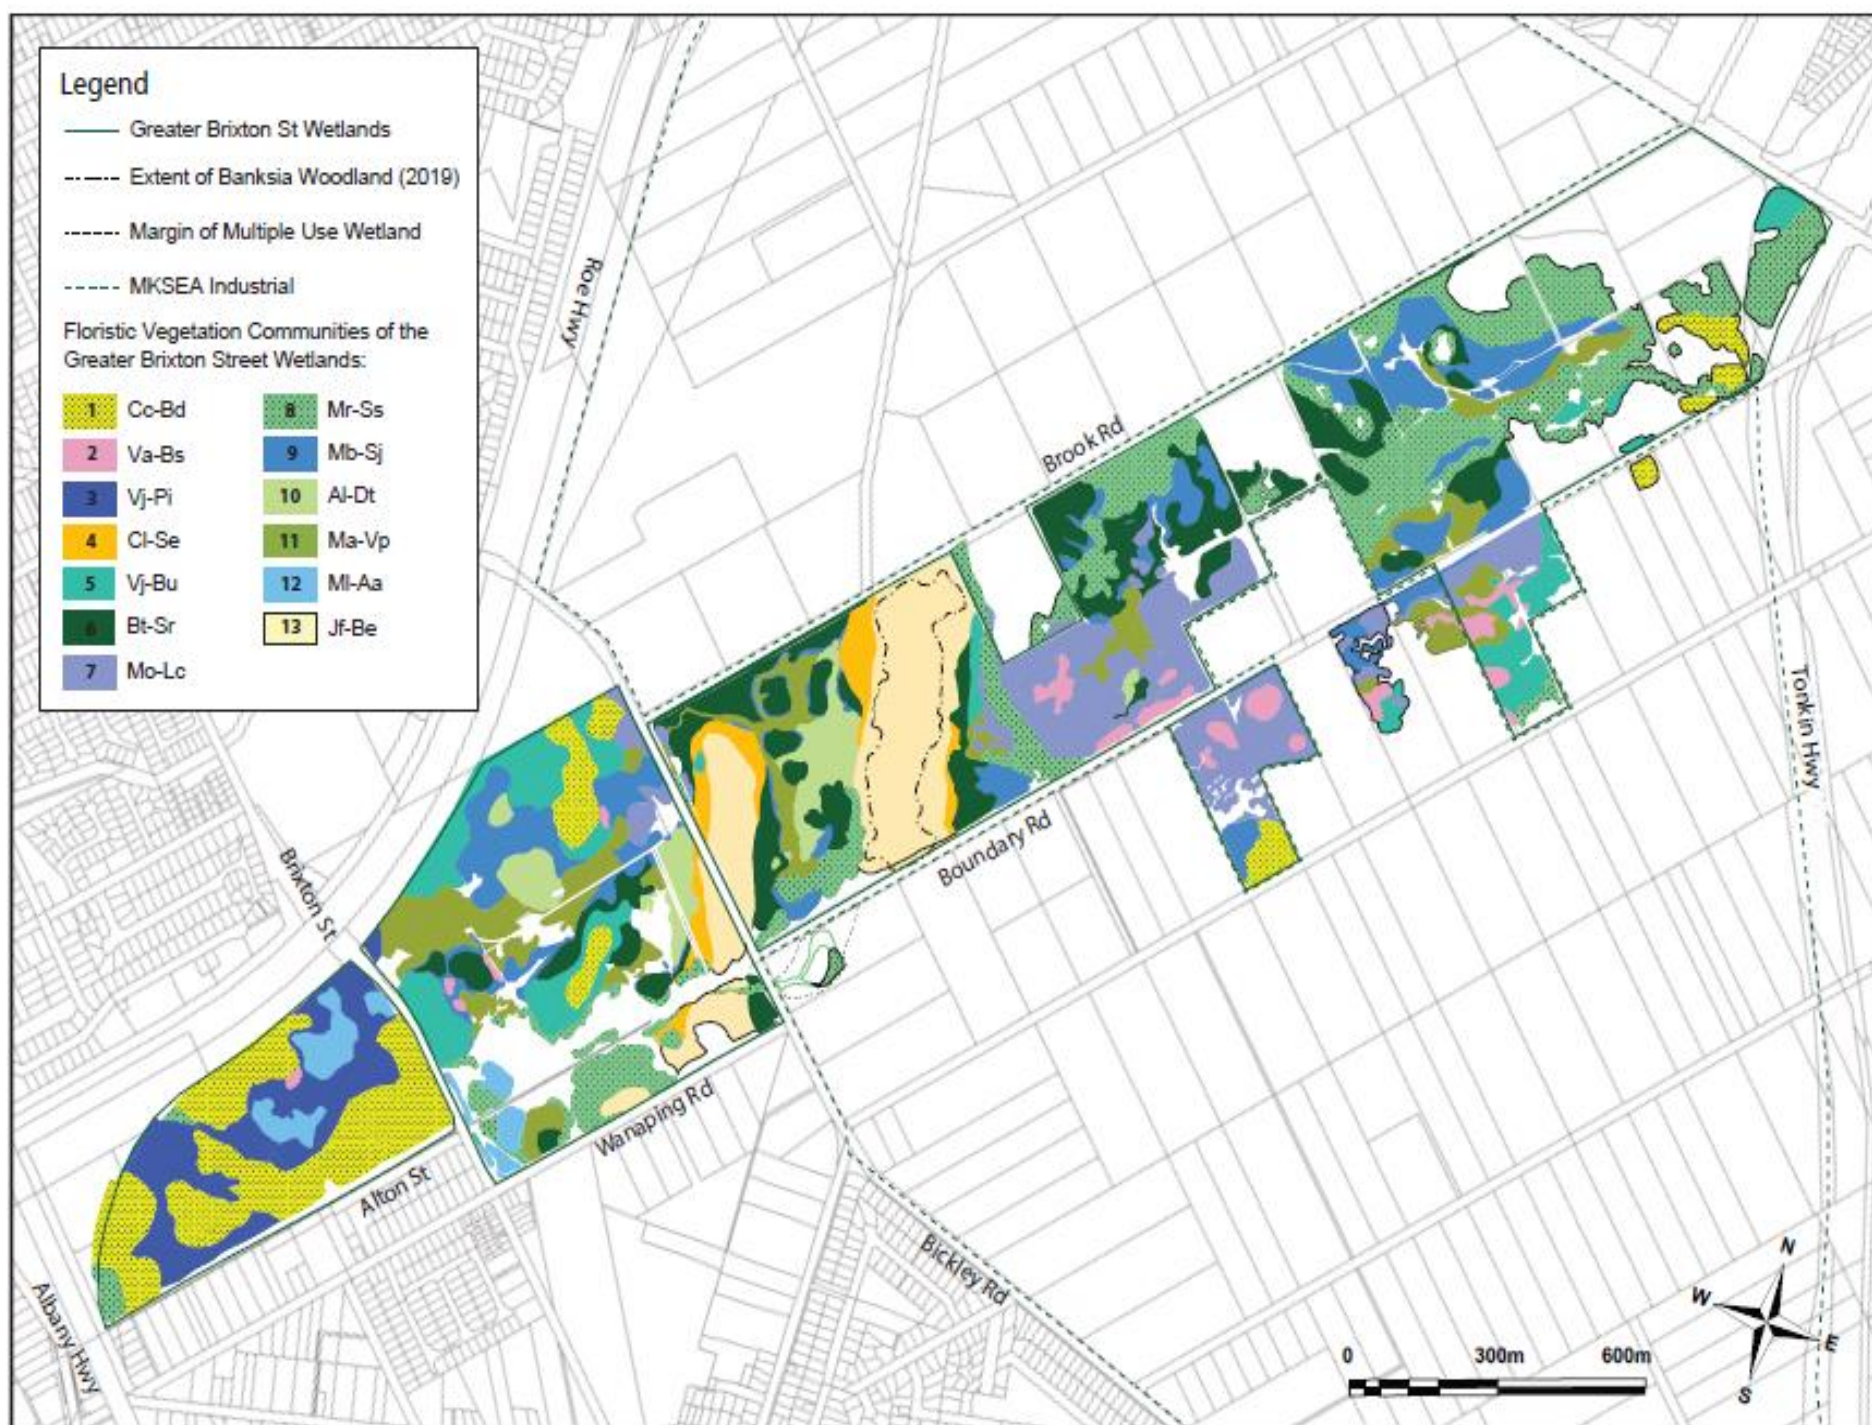 Legend
Greater Brixton St Wetlands
Extent of Banksia Woodland (2019)
Margin of Multiple Use Wetland
MKSEA Industrial
Floristic Vegetation Communities of the
Greater Brixton Street Wetlands:
1 Cc-Bd
2 Va-Bs
3 Vj-Pi
4 Cl-Se
5 Vj-Bu
6 Bt-Sr
7 Mo-Lc
8 Mr-Ss
9 Mb-Sj
10 Al-Dt
11 Ma-Vp
12 Ml-Aa
13 Jf-Be
Roe Hwy
Brook Rd
Tonkin Hwy
Boundary Rd
Brixton St
Wanaping Rd
Alton St
Bickley Rd
Albany Hwy
N
W
E
S
0 300m 600m